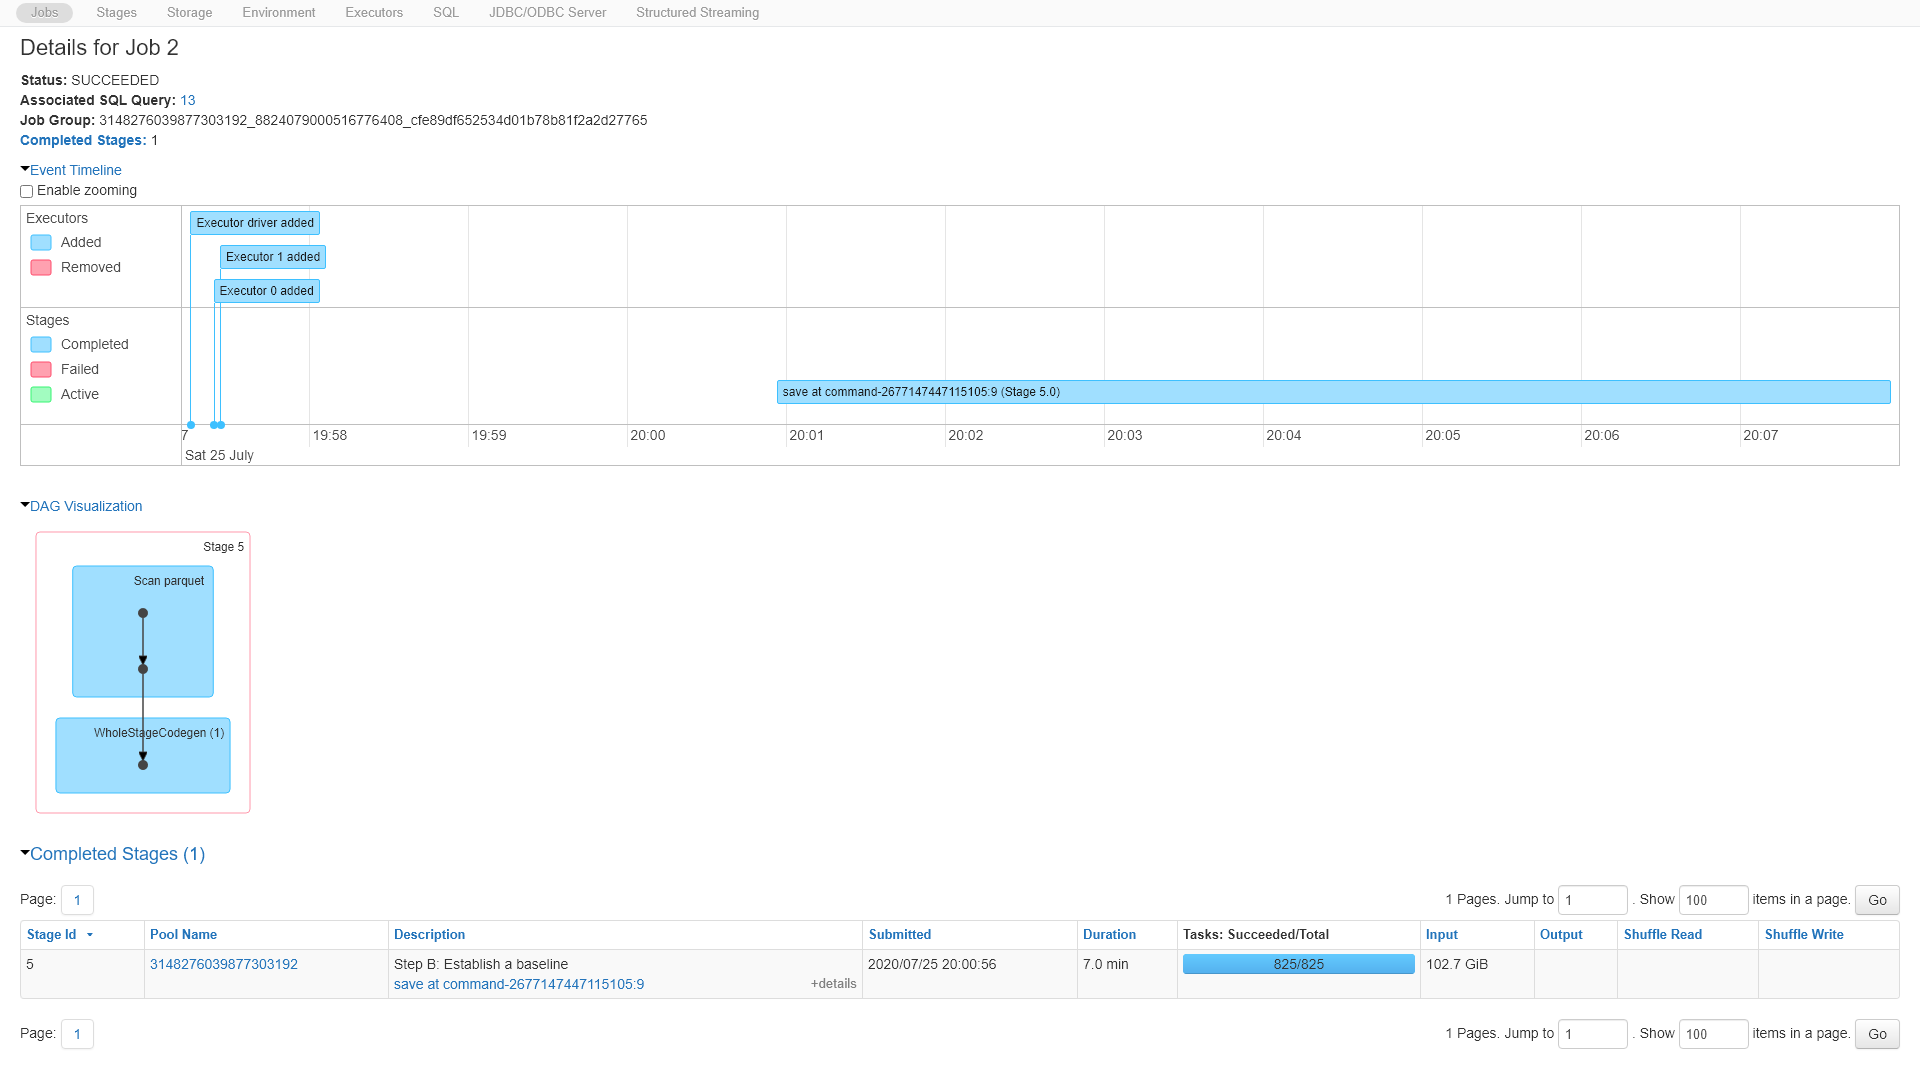 Jobs Stages Storage Environment Executors SQL JDBC/ODBC Server Structured Streaming
Details for Job 2
Status: SUCCEEDED
Associated SQL Query: 13
Job Group: 3148276039877303192_8824079000516776408_cfe89df652534d01b78b81f2a2d27765
Completed Stages: 1
Event Timeline
Enable zooming
Executors
Added
Removed
Executor driver added
Executor 1 added
Executor 0 added
Stages
Completed
Failed
Active
save at command-2677147447115105:9 (Stage 5.0)
7 19:58 19:59 20:00 20:01 20:02 20:03 20:04 20:05 20:06 20:07
Sat 25 July
DAG Visualization
Stage 5
Scan parquet
WholeStageCodegen (1)
Completed Stages (1)
Page: 1 1 Pages. Jump to 1 . Show 100 items in a page. Go
Stage Id Pool Name Description Submitted Duration Tasks: Succeeded/Total Input Output Shuffle Read Shuffle Write
5 3148276039877303192 Step B: Establish a baseline 2020/07/25 20:00:56 7.0 min 825/825 102.7 GiB
save at command-2677147447115105:9 +details
Page: 1 1 Pages. Jump to 1 . Show 100 items in a page. Go